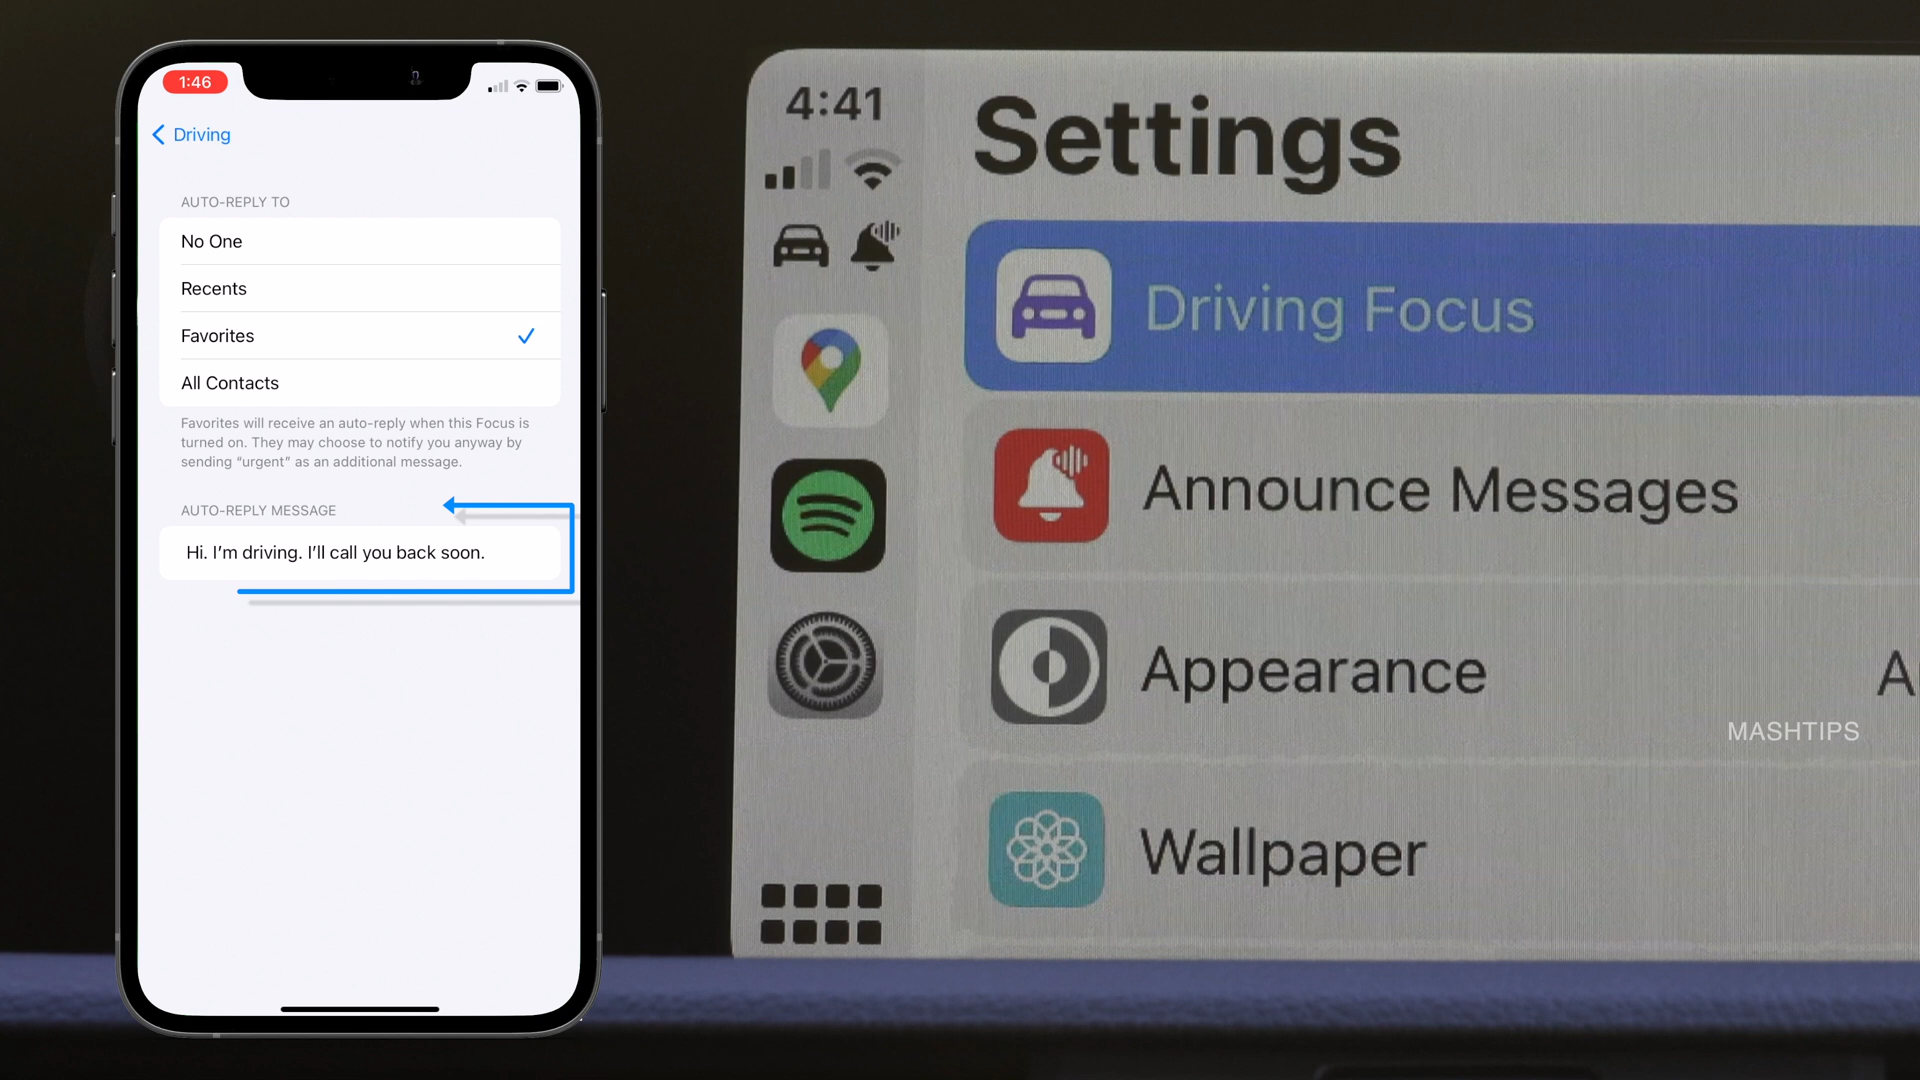 1:46
Driving
AUTO-REPLY TO
No One
Recents
Favorites
All Contacts
Favorites will receive an auto-reply when this Focus is
turned on. They may choose to notify you anyway by
sending “urgent” as an additional message.
AUTO-REPLY MESSAGE
Hi. I’m driving. I’ll call you back soon.
4:41
Settings
Driving Focus
Announce Messages
Appearance
A
MASHTIPS
Wallpaper